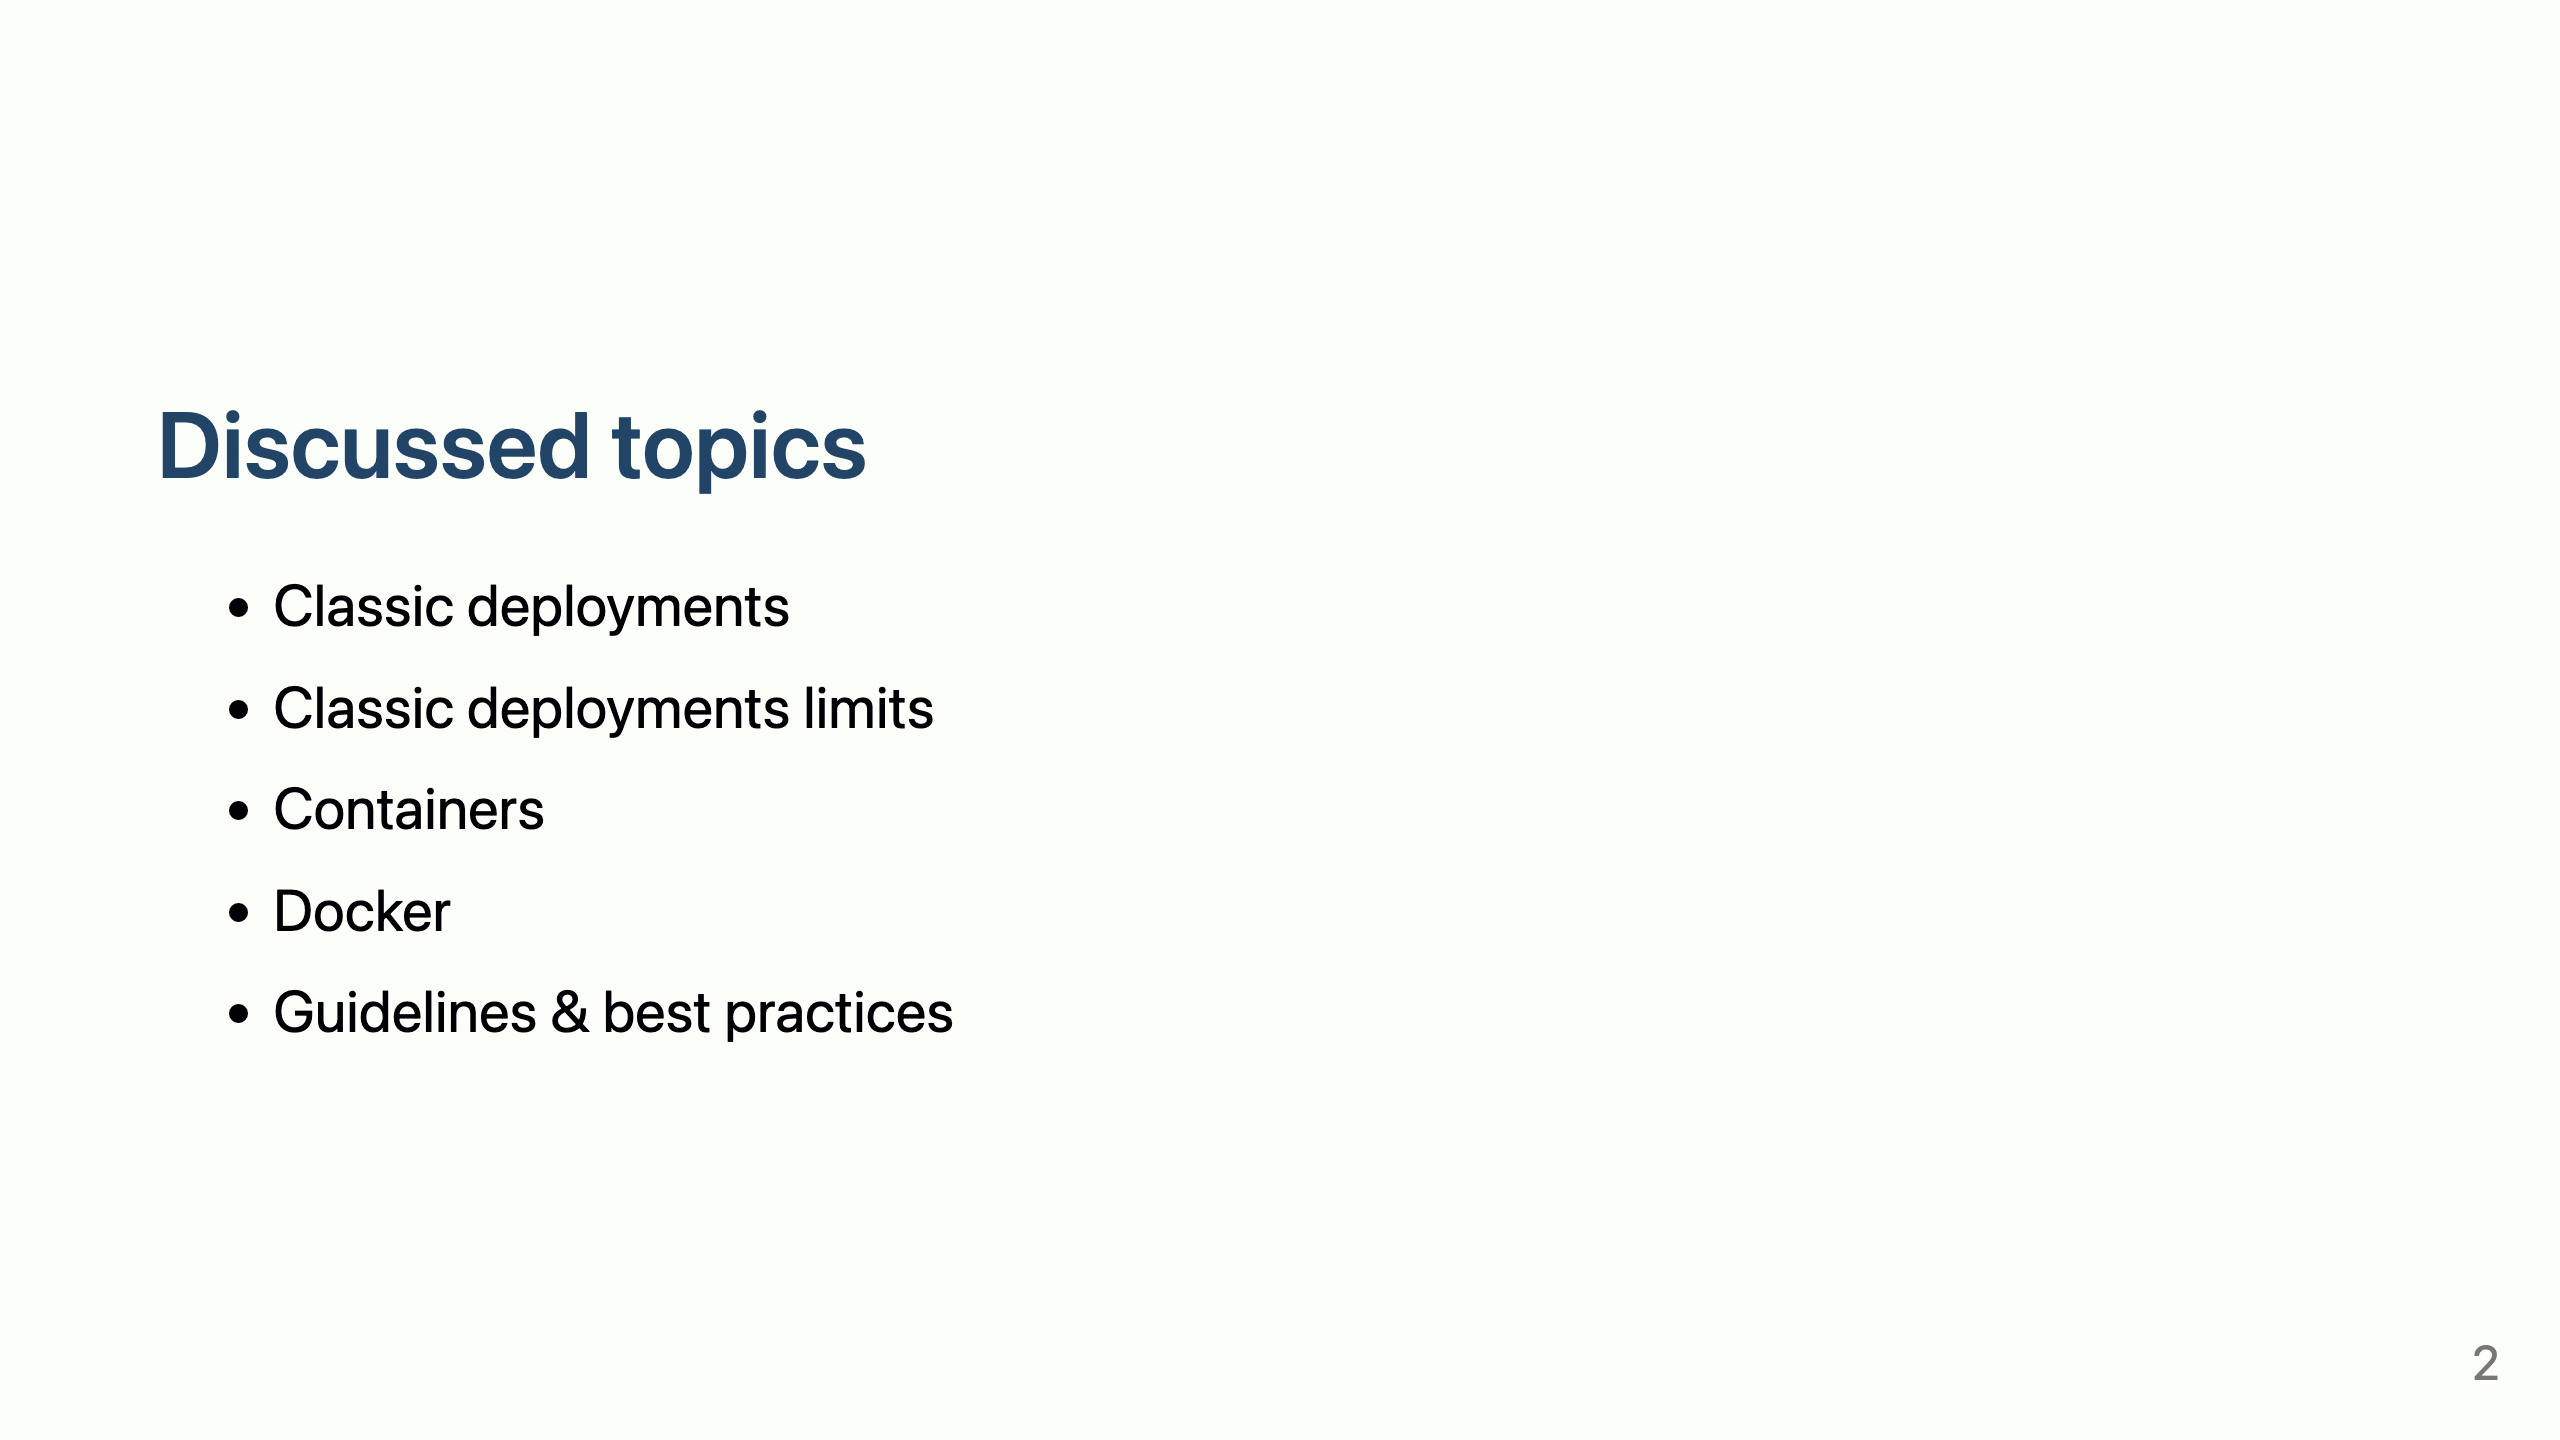 Discussed topics
• Classic deployments
• Classic deployments limits
• Containers
• Docker
• Guidelines & best practices
2